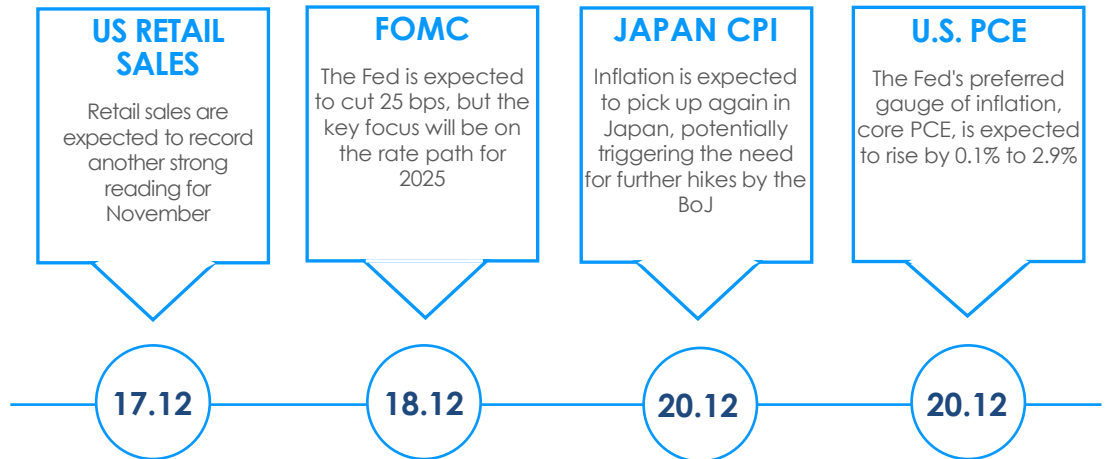 US RETAIL
SALES
Retail sales are
expected to record
another strong
reading for
November
FOMC
The Fed is expected
to cut 25 bps, but the
key focus will be on
the rate path for
2025
JAPAN CPI
Inflation is expected
to pick up again in
Japan, potentially
triggering the need
for further hikes by the
BoJ
U.S. PCE
The Fed's preferred
gauge of inflation,
core PCE, is expected
to rise by 0.1% to 2.9%
17.12
18.12
20.12
20.12